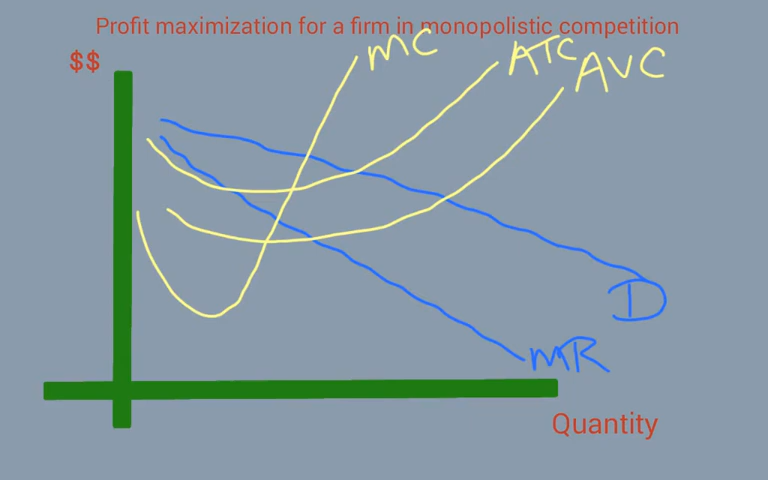 Profit maximization for a firm in monopolistic competition
$$
MC
ATC
AVC
D
MR
Quantity